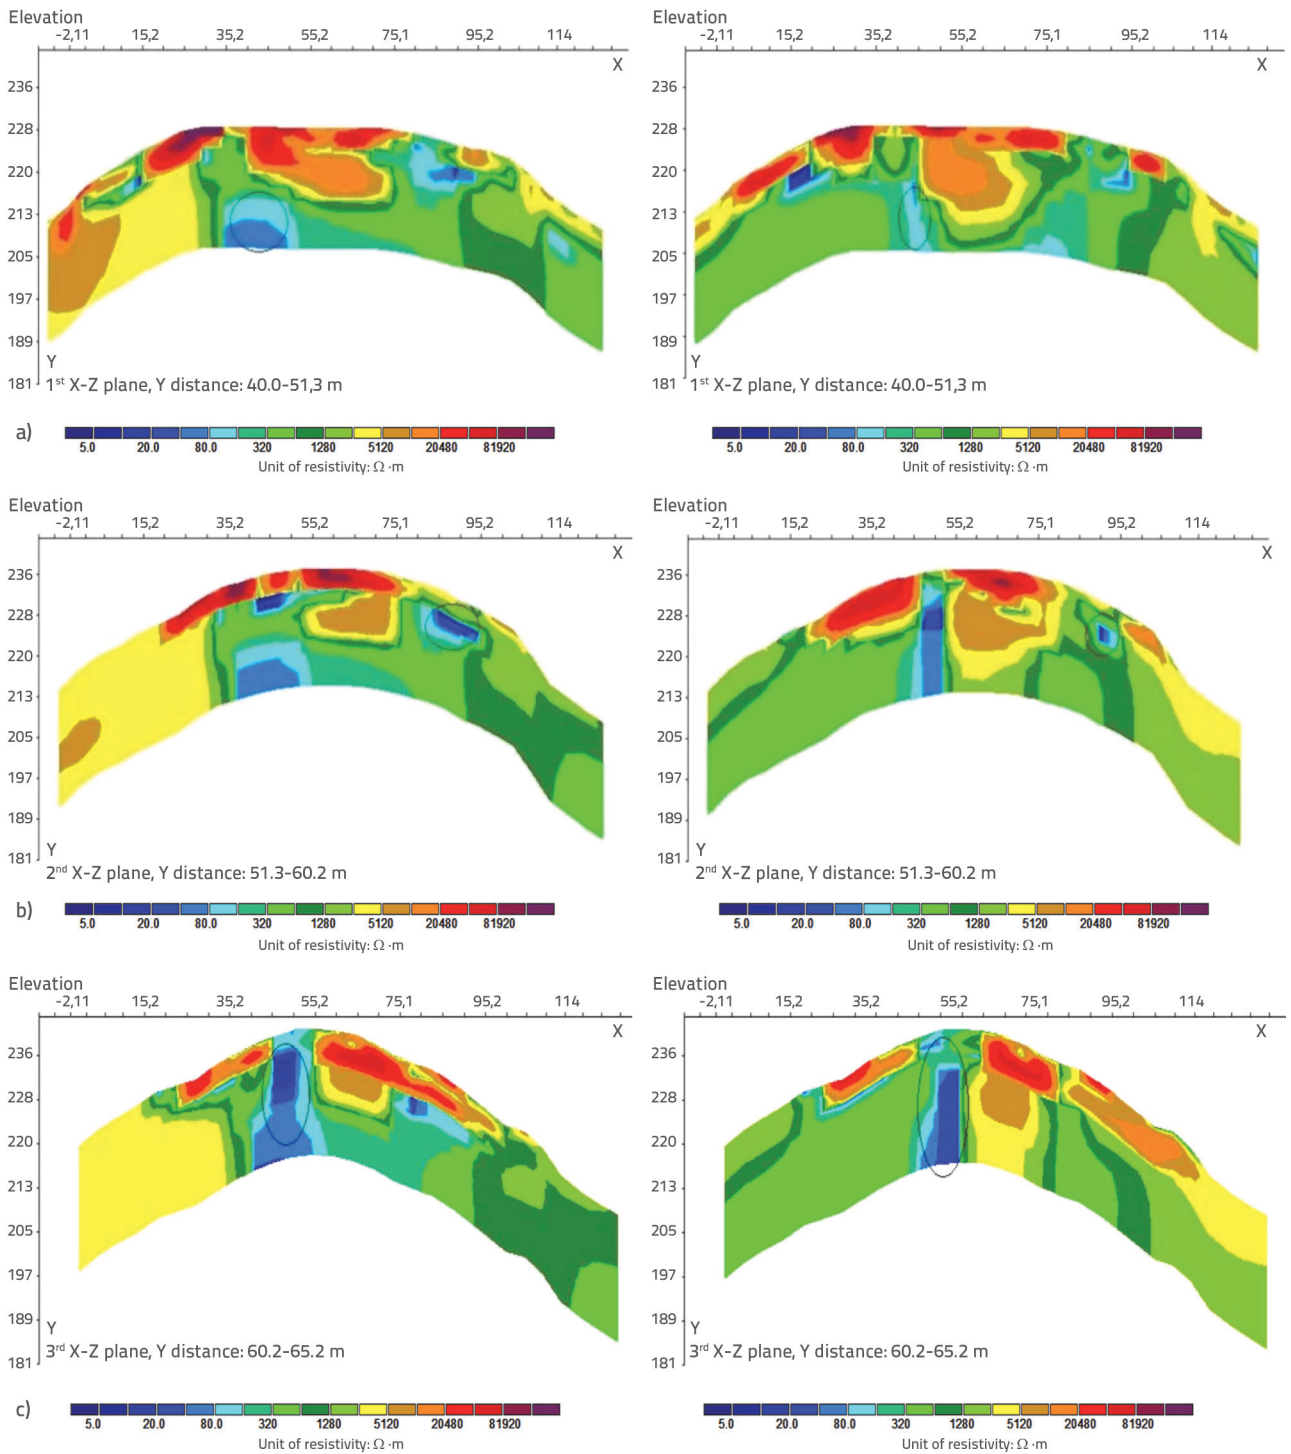 Elevation
-2,11 15,2 35,2 55,2 75,1 95,2 114
X
236
228
220
213
205
197
189
181
Y
1st X-Z plane, Y distance: 40.0-51,3 m
Elevation
-2,11 15,2 35,2 55,2 75,1 95,2 114
X
236
228
220
213
205
197
189
181
Y
1st X-Z plane, Y distance: 40.0-51,3 m
a)
5.0 20.0 80.0 320 1280 5120 20480 81920
Unit of resistivity: Ω ·m
5.0 20.0 80.0 320 1280 5120 20480 81920
Unit of resistivity: Ω ·m
Elevation
-2,11 15,2 35,2 55,2 75,1 95,2 114
X
236
228
220
213
205
197
189
181
Y
2nd X-Z plane, Y distance: 51.3-60.2 m
Elevation
-2,11 15,2 35,2 55,2 75,1 95,2 114
X
236
228
220
213
205
197
189
181
Y
2nd X-Z plane, Y distance: 51.3-60.2 m
b)
5.0 20.0 80.0 320 1280 5120 20480 81920
Unit of resistivity: Ω ·m
5.0 20.0 80.0 320 1280 5120 20480 81920
Unit of resistivity: Ω ·m
Elevation
-2,11 15,2 35,2 55,2 75,1 95,2 114
X
236
228
220
213
205
197
189
181
Y
3rd X-Z plane, Y distance: 60.2-65.2 m
Elevation
-2,11 15,2 35,2 55,2 75,1 95,2 114
X
236
228
220
213
205
197
189
181
Y
3rd X-Z plane, Y distance: 60.2-65.2 m
c)
5.0 20.0 80.0 320 1280 5120 20480 81920
Unit of resistivity: Ω ·m
5.0 20.0 80.0 320 1280 5120 20480 81920
Unit of resistivity: Ω ·m